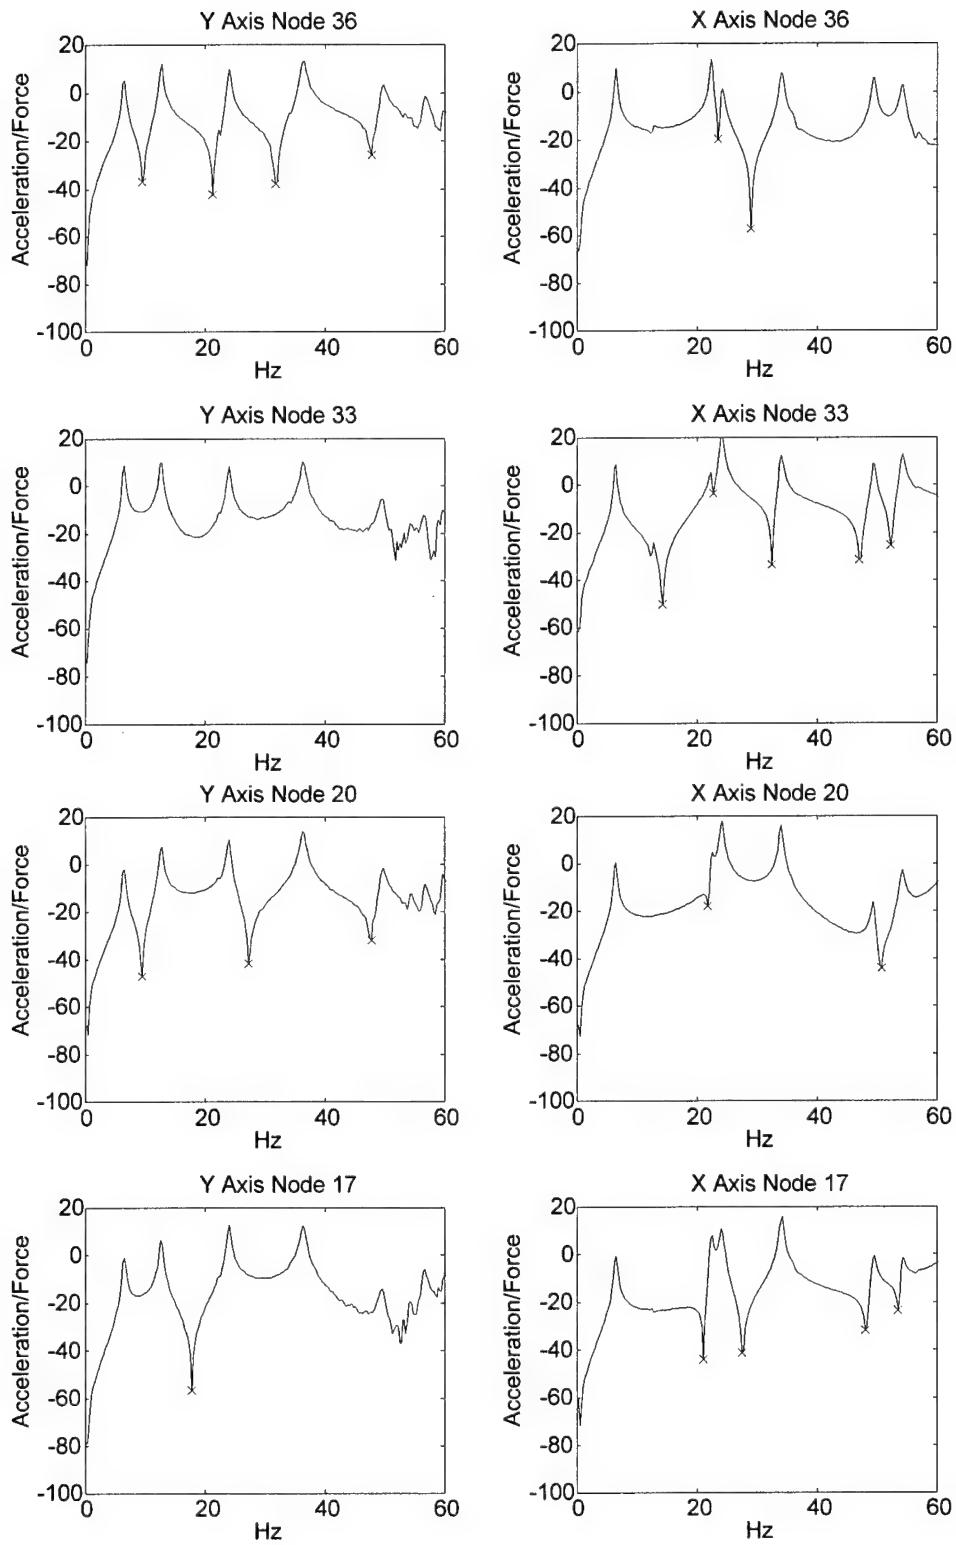 Y Axis Node 36
20
0
-20
-40
-60
-80
-100
Acceleration/Force
0 20 40 60
Hz
X Axis Node 36
20
0
-20
-40
-60
-80
-100
Acceleration/Force
0 20 40 60
Hz
Y Axis Node 33
20
0
-20
-40
-60
-80
-100
Acceleration/Force
0 20 40 60
Hz
X Axis Node 33
20
0
-20
-40
-60
-80
-100
Acceleration/Force
0 20 40 60
Hz
Y Axis Node 20
20
0
-20
-40
-60
-80
-100
Acceleration/Force
0 20 40 60
Hz
X Axis Node 20
20
0
-20
-40
-60
-80
-100
Acceleration/Force
0 20 40 60
Hz
Y Axis Node 17
20
0
-20
-40
-60
-80
-100
Acceleration/Force
0 20 40 60
Hz
X Axis Node 17
20
0
-20
-40
-60
-80
-100
Acceleration/Force
0 20 40 60
Hz